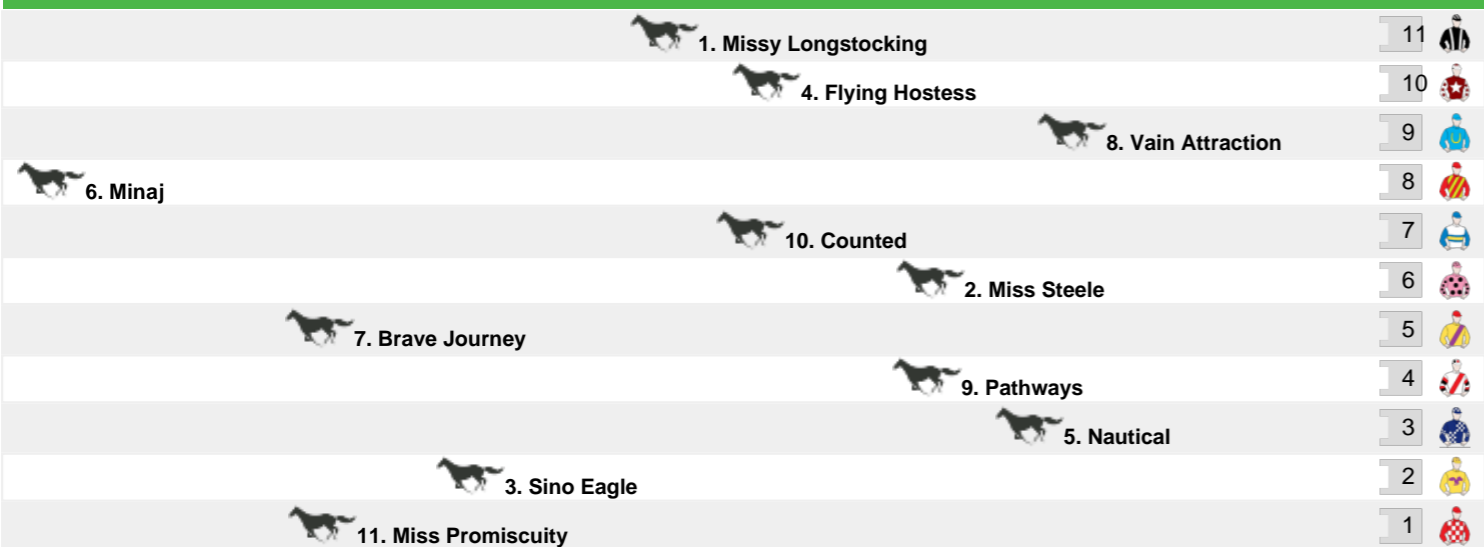 1. Missy Longstocking 11
4. Flying Hostess 10
8. Vain Attraction 9
6. Minaj 8
10. Counted 7
2. Miss Steele 6
7. Brave Journey 5
9. Pathways 4
5. Nautical 3
3. Sino Eagle 2
11. Miss Promiscuity 1